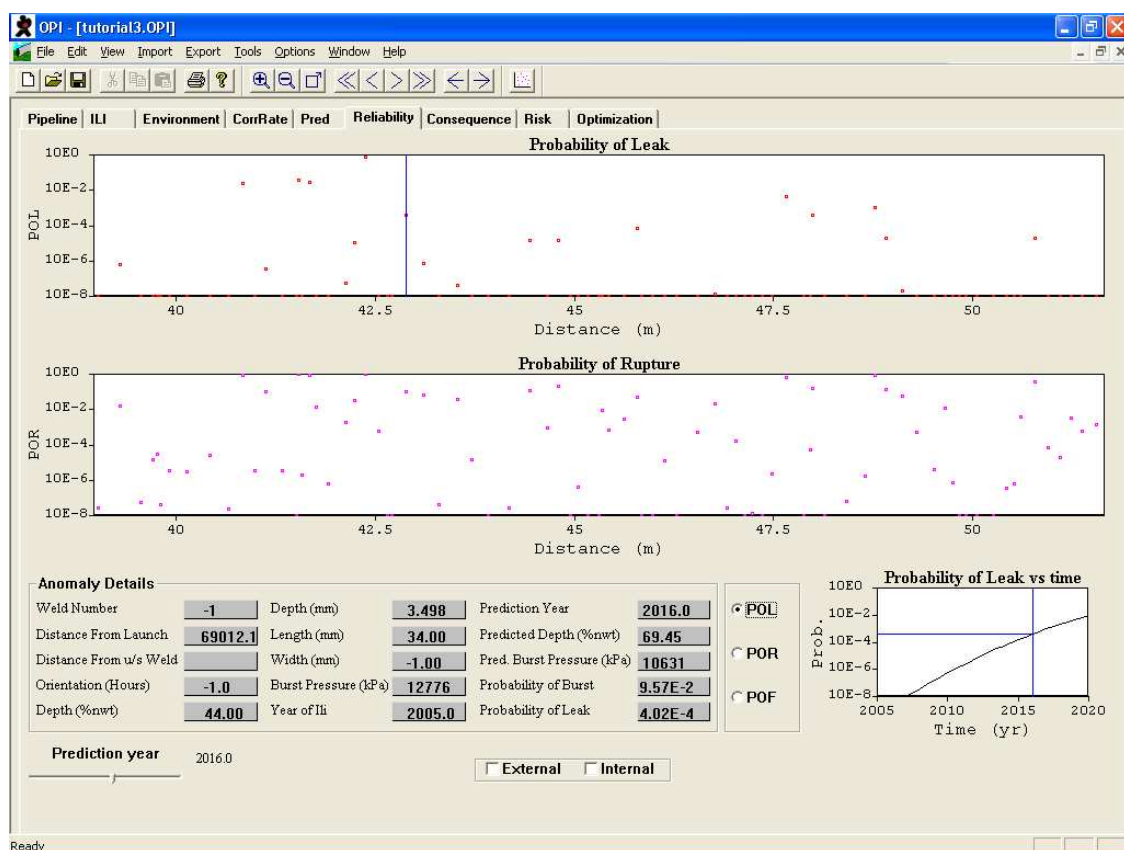 OPI - [tutorial3.OPI]
File Edit View Import Export Tools Options Window Help
Pipeline ILI Environment CorrRate Pred Reliability Consequence Risk Optimization
Probability of Leak
10E0
10E-2
10E-4
10E-6
10E-8
POL
40 42.5 45 47.5 50
Distance (m)
Probability of Rupture
10E0
10E-2
10E-4
10E-6
10E-8
POR
40 42.5 45 47.5 50
Distance (m)
Anomaly Details
Weld Number -1 Depth (mm) 3.498 Prediction Year 2016.0
Distance From Launch 69012.1 Length (mm) 34.00 Predicted Depth (%nwt) 69.45
Distance From u/s Weld Width (mm) -1.00 Pred. Burst Pressure (kPa) 10631
Orientation (Hours) -1.0 Burst Pressure (kPa) 12776 Probability of Burst 9.57E-2
Depth (%nwt) 44.00 Year of Ili 2005.0 Probability of Leak 4.02E-4
POL
POR
POF
Probability of Leak vs time
10E0
10E-2
10E-4
10E-6
10E-8
Prob.
2005 2010 2015 2020
Time (yr)
Prediction year 2016.0
External Internal
Ready